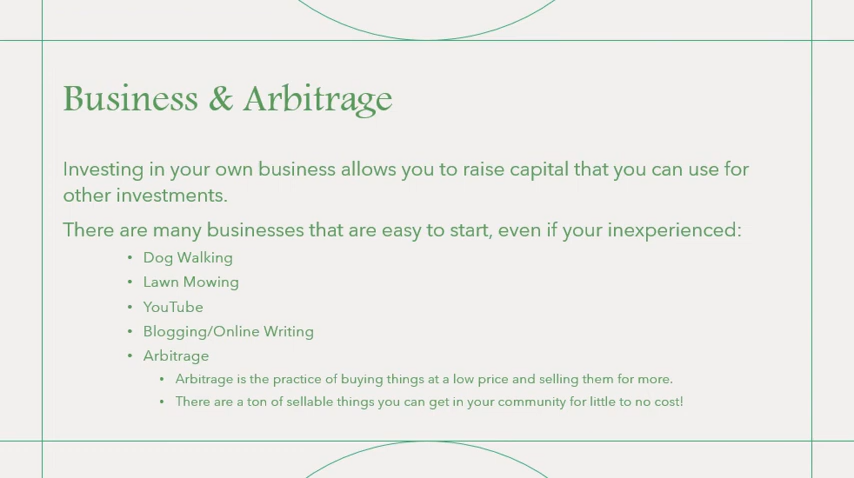 Business & Arbitrage
Investing in your own business allows you to raise capital that you can use for
other investments.
There are many businesses that are easy to start, even if your inexperienced:
• Dog Walking
• Lawn Mowing
• YouTube
• Blogging/Online Writing
• Arbitrage
• Arbitrage is the practice of buying things at a low price and selling them for more.
• There are a ton of sellable things you can get in your community for little to no cost!